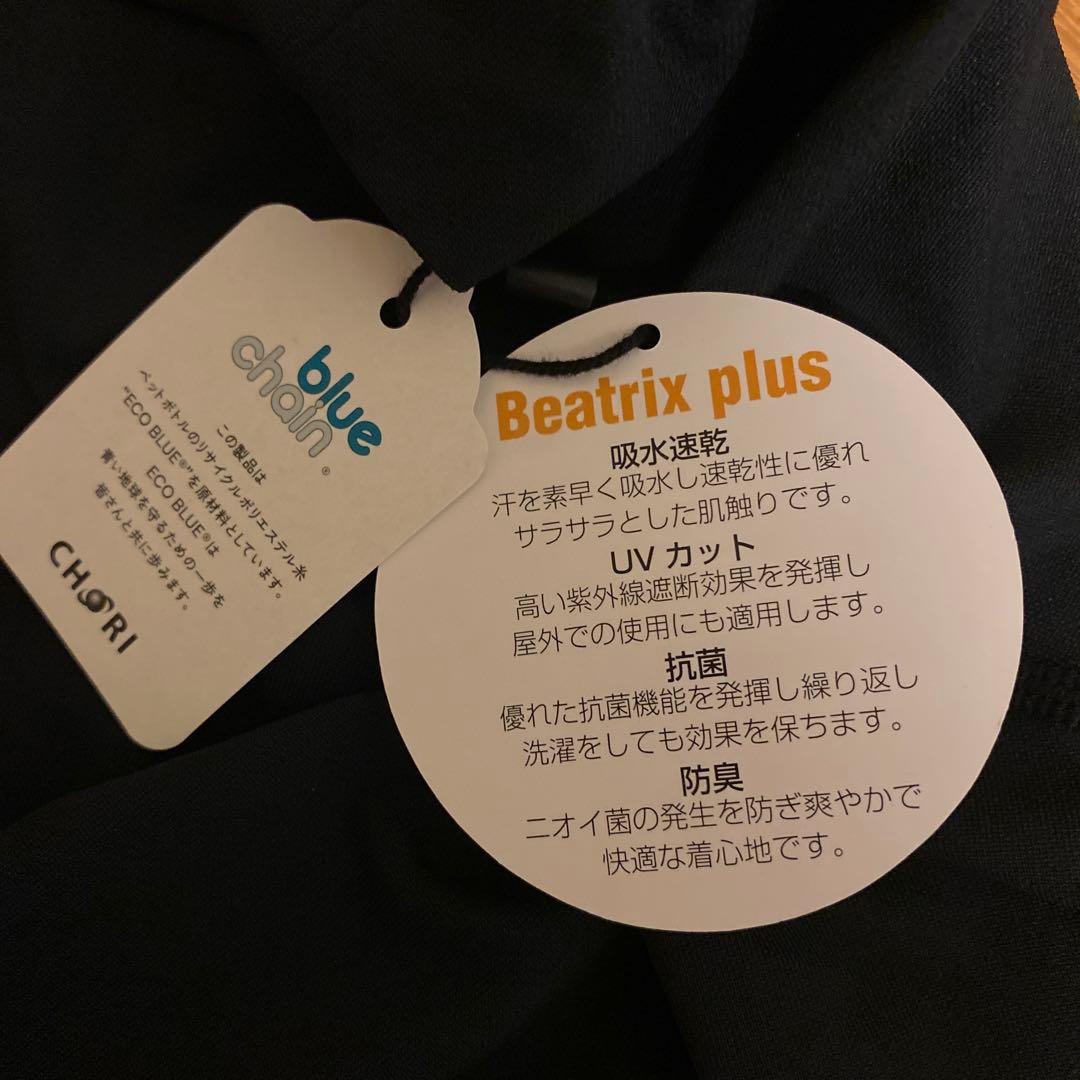 blue
chain®
この製品は
ペットボトルのリサイクルポリエステル糸
"ECO BLUE®"を原材料としています。
ECO BLUE®は
青い地球を守るための一歩を
皆さんと共に歩みます。
CHORI
Beatrix plus
吸水速乾
汗を素早く吸水し速乾性に優れ
サラサラとした肌触りです。
UV カット
高い紫外線遮断効果を発揮し
屋外での使用にも適用します。
抗菌
優れた抗菌機能を発揮し繰り返し
洗濯をしても効果を保ちます。
防臭
ニオイ菌の発生を防ぎ爽やかで
快適な着心地です。